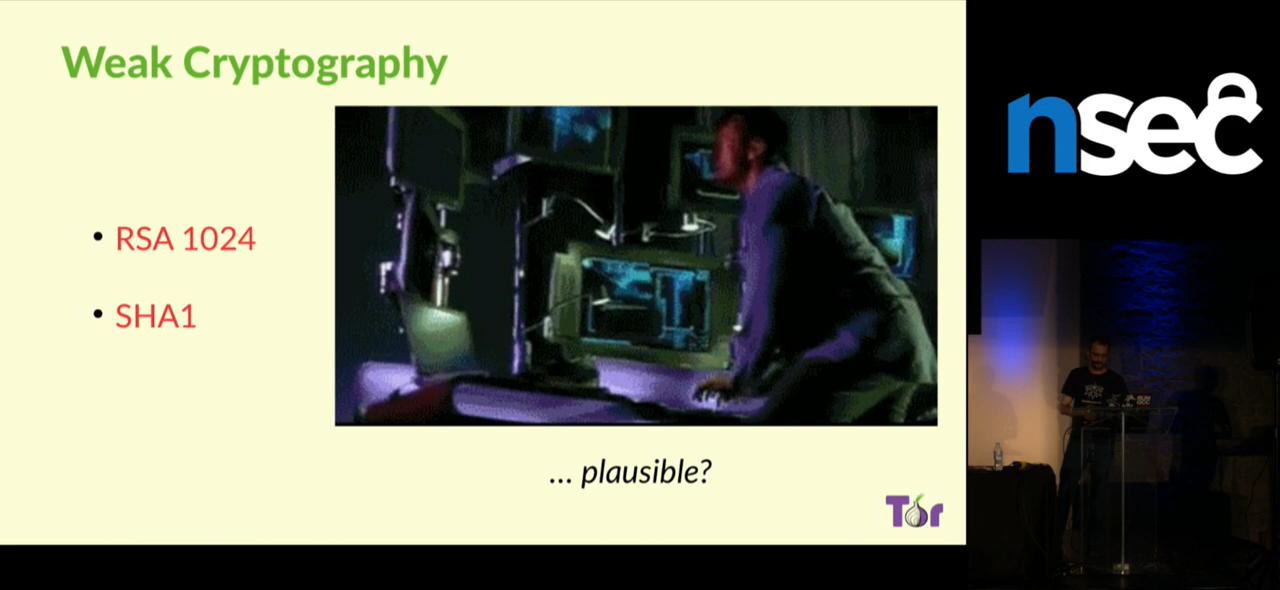 Weak Cryptography
• RSA 1024
• SHA1
... plausible?
Tor
nsec